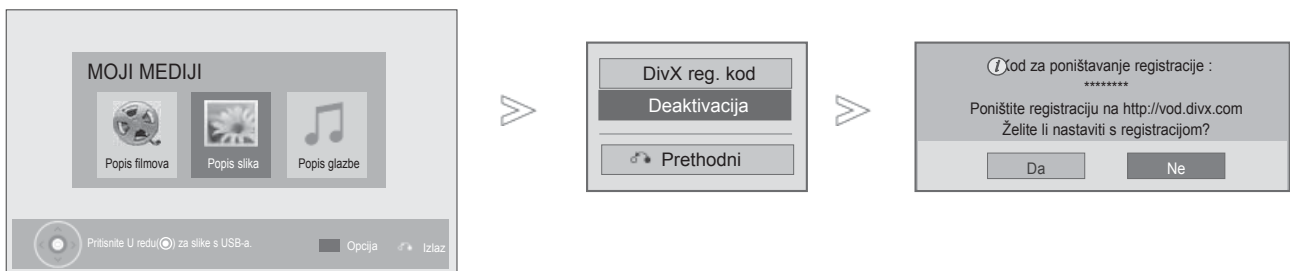 MOJI MEDIJI
Popis filmova
Popis slika
Popis glazbe
Pritisnite U redu(◉) za slike s USB-a.
Opcija
Izlaz
DivX reg. kod
Deaktivacija
Prethodni
Kod za poništavanje registracije :
********
Poništite registraciju na http://vod.divx.com
Želite li nastaviti s registracijom?
Da
Ne